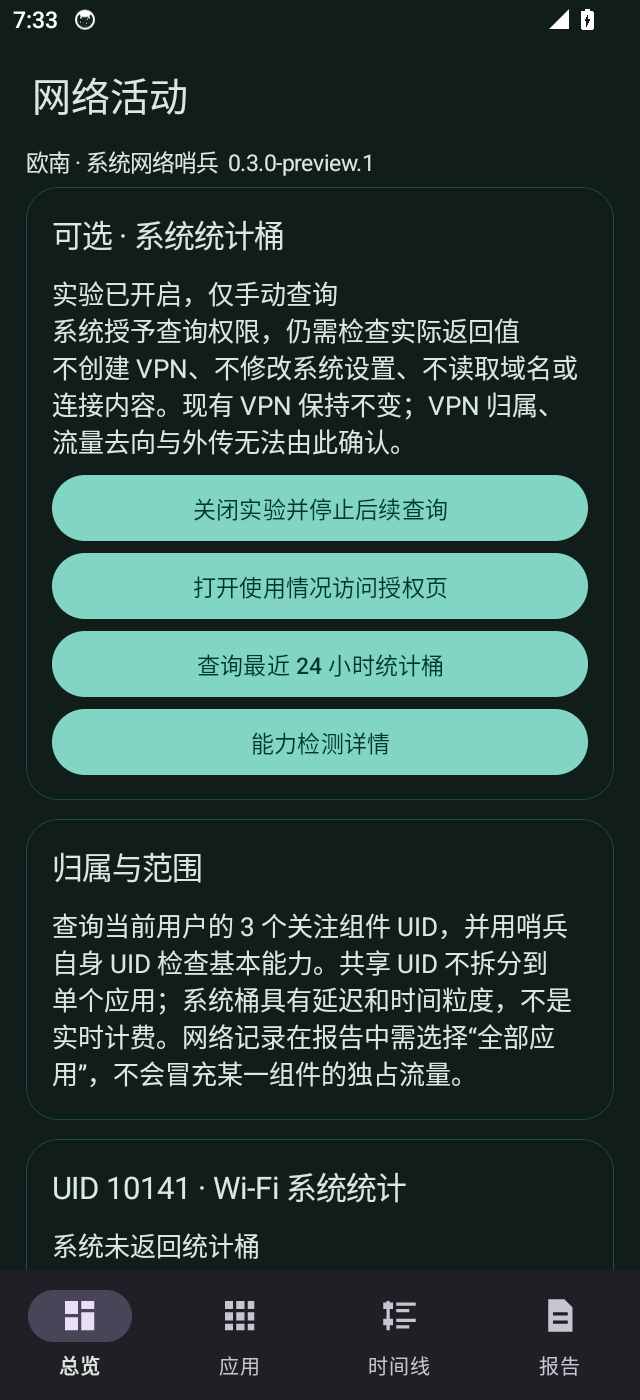 7:33
网络活动
欧南 · 系统网络哨兵 0.3.0-preview.1
可选 · 系统统计桶
实验已开启，仅手动查询
系统授予查询权限，仍需检查实际返回值
不创建 VPN、不修改系统设置、不读取域名或
连接内容。现有 VPN 保持不变；VPN 归属、
流量去向与外传无法由此确认。
关闭实验并停止后续查询
打开使用情况访问授权页
查询最近 24 小时统计桶
能力检测详情
归属与范围
查询当前用户的 3 个关注组件 UID，并用哨兵
自身 UID 检查基本能力。共享 UID 不拆分到
单个应用；系统桶具有延迟和时间粒度，不是
实时计费。网络记录在报告中需选择“全部应
用”，不会冒充某一组件的独占流量。
UID 10141 · Wi-Fi 系统统计
系统未返回统计桶
总览
应用
时间线
报告